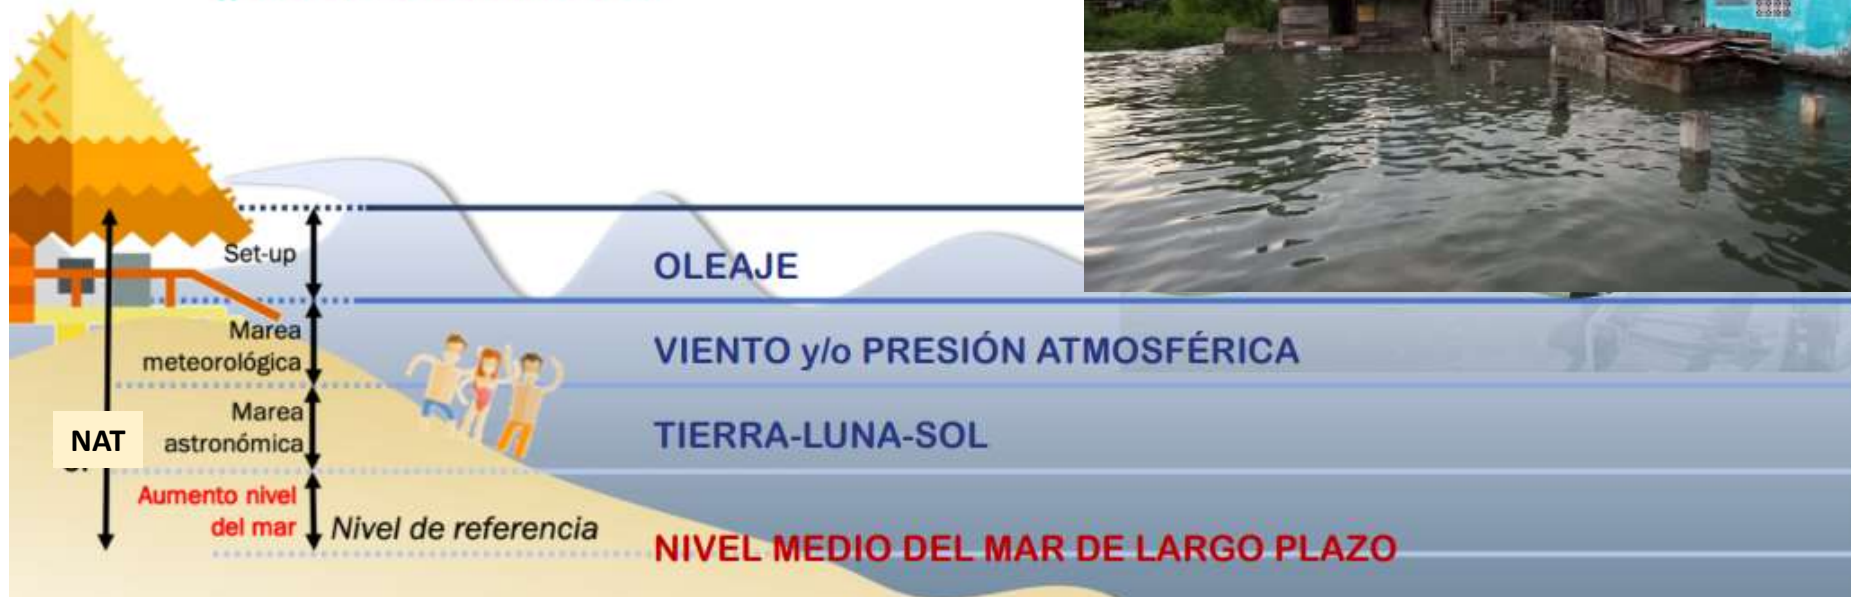 Set-up
OLEAJE
Marea
meteorológica
VIENTO y/o PRESIÓN ATMOSFÉRICA
Marea
astronómica
TIERRA-LUNA-SOL
NAT
Aumento nivel
del mar
Nivel de referencia
NIVEL MEDIO DEL MAR DE LARGO PLAZO